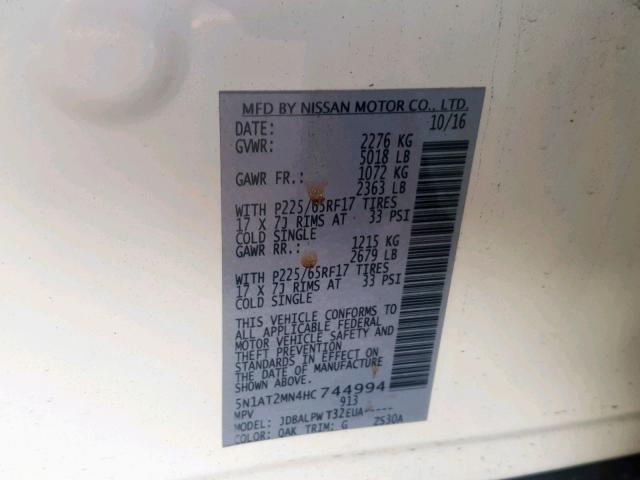 MFD BY NISSAN MOTOR CO., LTD.
DATE: 10/16
GVWR: 2276 KG
5018 LB
GAWR FR.: 1072 KG
2363 LB
WITH P225/65RF17 TIRES
17 X 7J RIMS AT 33 PSI
COLD SINGLE
GAWR RR.: 1215 KG
2679 LB
WITH P225/65RF17 TIRES
17 X 7J RIMS AT 33 PSI
COLD SINGLE
THIS VEHICLE CONFORMS TO
ALL APPLICABLE FEDERAL
MOTOR VEHICLE SAFETY AND
THEFT PREVENTION
STANDARDS IN EFFECT ON
THE DATE OF MANUFACTURE
SHOWN ABOVE.
5N1AT2MN4HC744994
MPV 913
MODEL: JDBALPWT32EUA-----
COLOR: QAK TRIM: G ZS30A